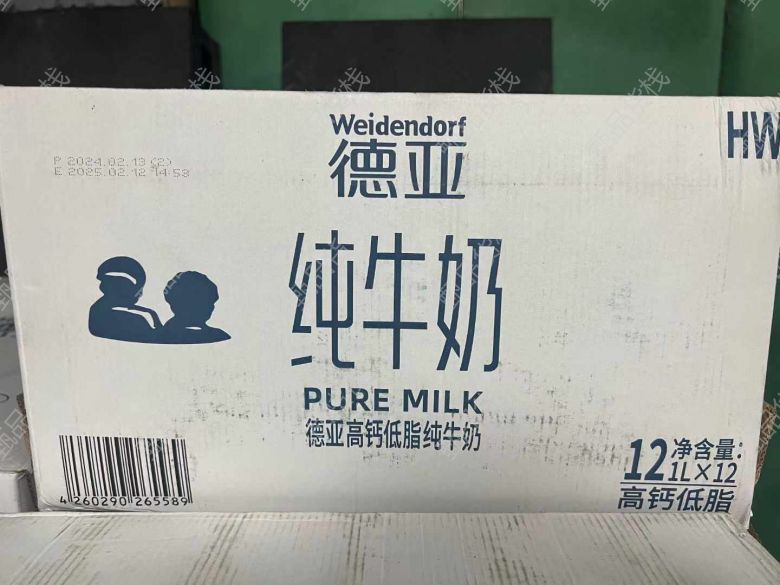 Weidendorf
德亚
HW
P 2024.02.13 (2)
E 2025.02.12 14:53
纯牛奶
PURE MILK
德亚高钙低脂纯牛奶
4 260290 265589
12 净含量:
1L×12
高钙低脂